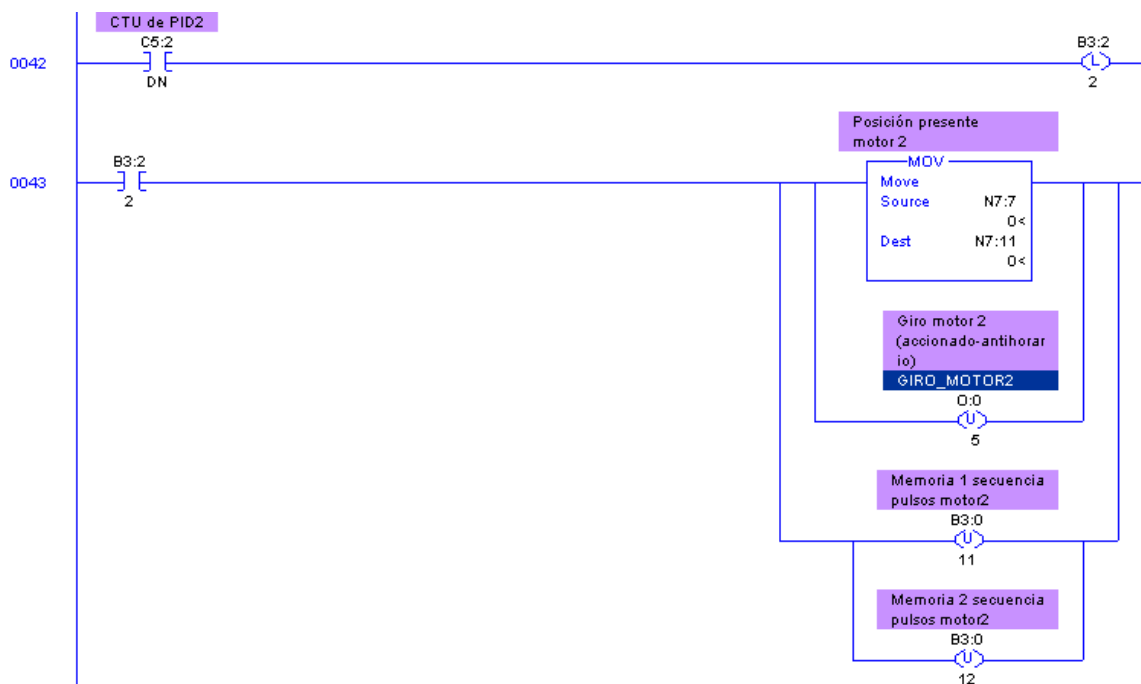 CTU de PID2
C5:2
B3:2
0042
L
DN
2
Posición presente
motor 2
B3:2
MOV
0043
Move
2
Source N7:7
0<
Dest N7:11
0<
Giro motor 2
(accionado-antihorar
io)
GIRO_MOTOR2
O:0
U
5
Memoria 1 secuencia
pulsos motor2
B3:0
U
11
Memoria 2 secuencia
pulsos motor2
B3:0
U
12